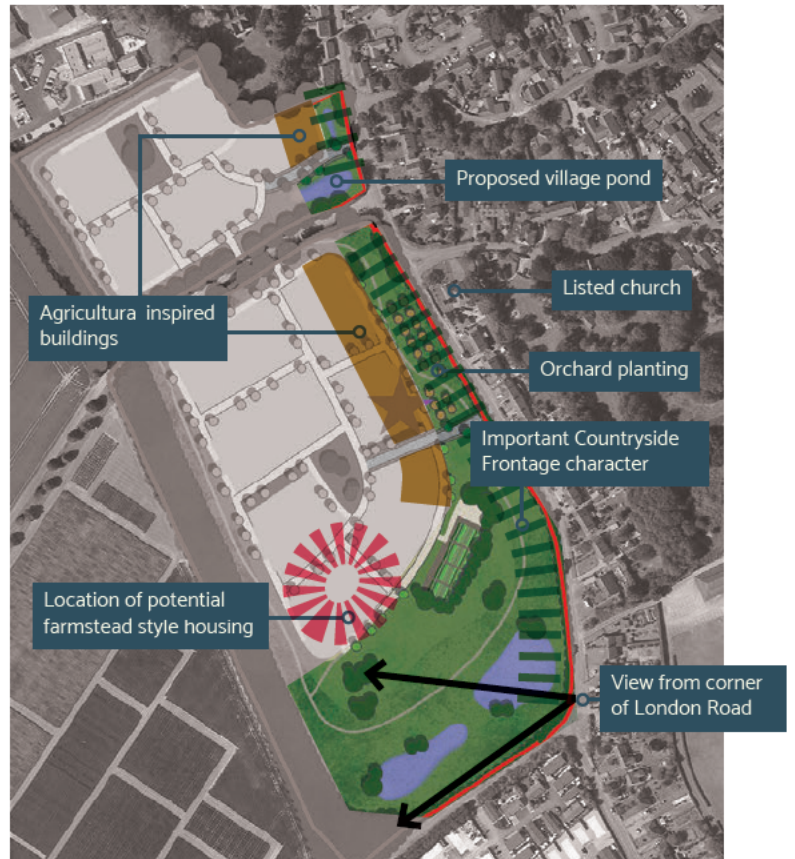 Proposed village pond
Listed church
Agricultura inspired
buildings
Orchard planting
Important Countryside
Frontage character
Location of potential
farmstead style housing
View from corner
of London Road